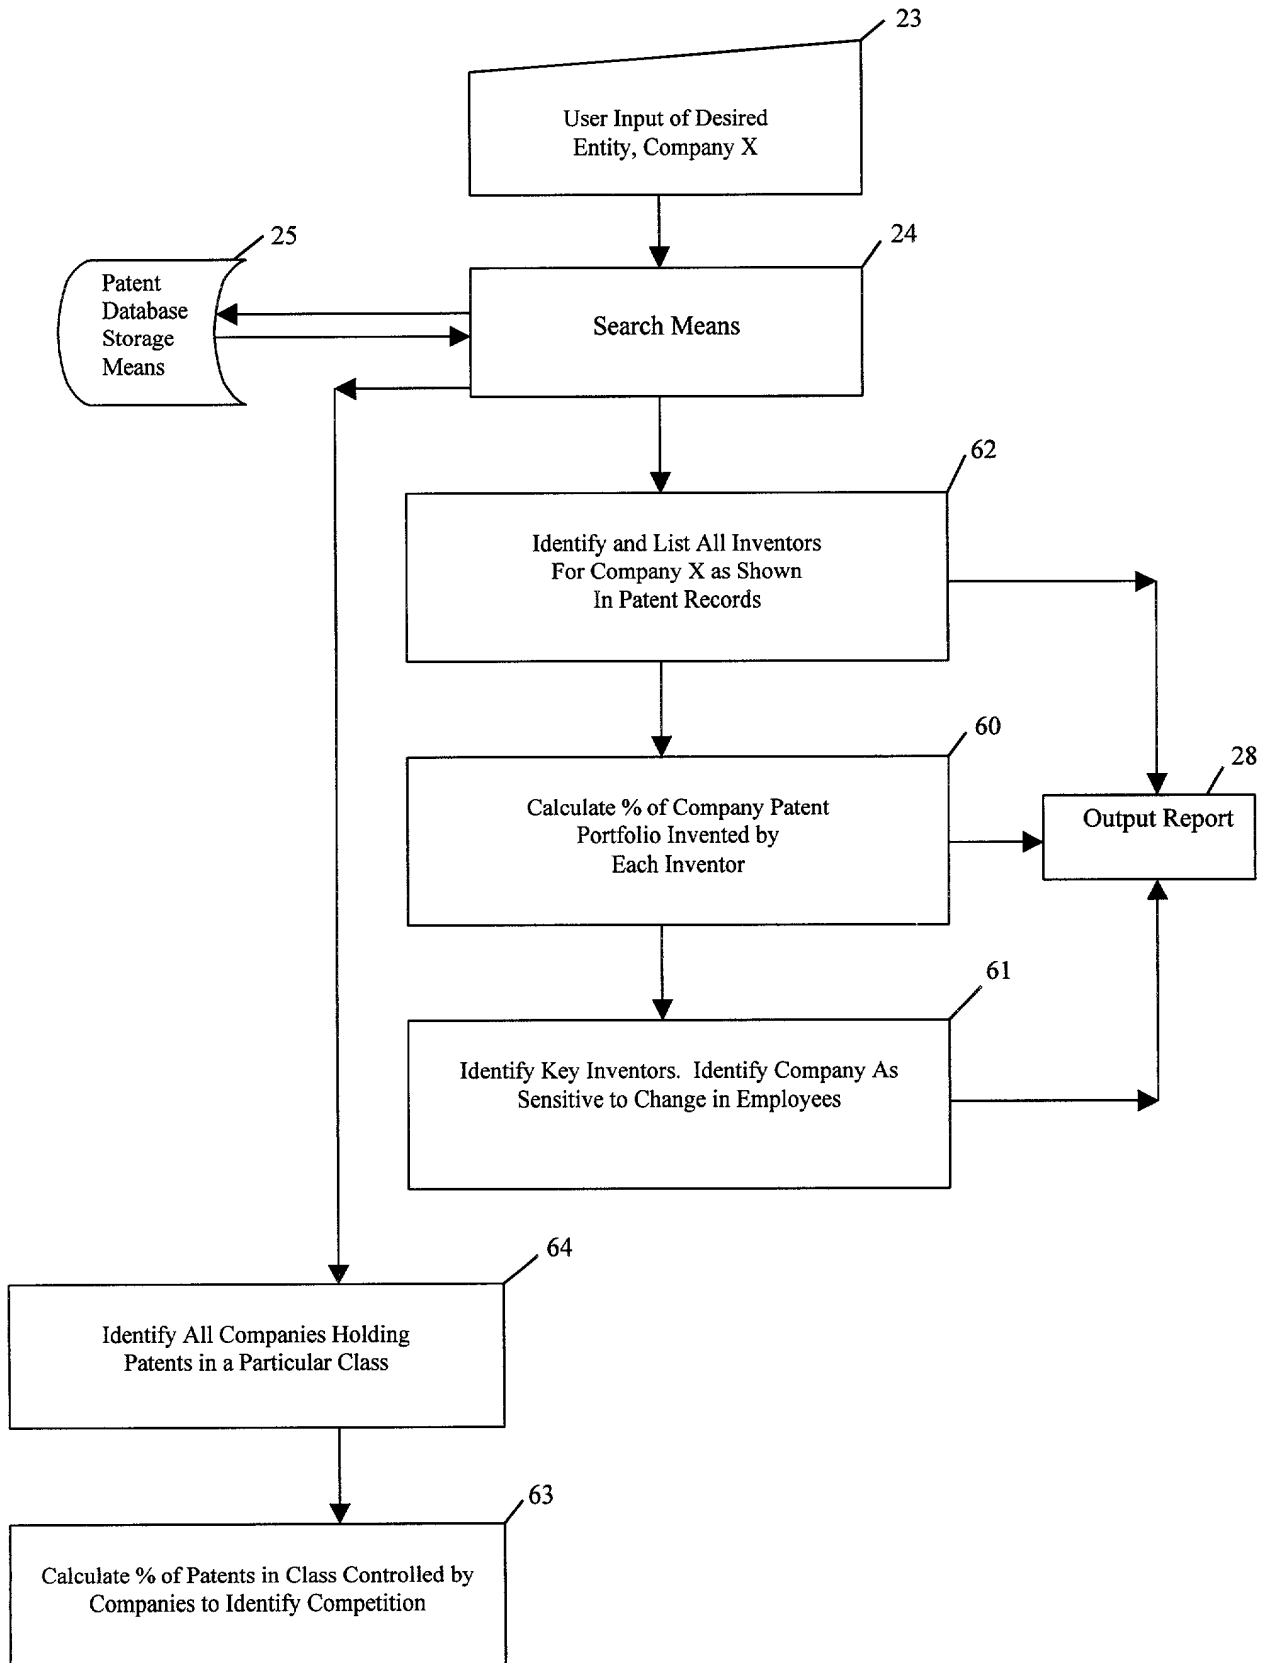 23
User Input of Desired
Entity, Company X
25
24
Patent
Database
Storage
Means
Search Means
62
Identify and List All Inventors
For Company X as Shown
In Patent Records
60
28
Calculate % of Company Patent
Portfolio Invented by
Each Inventor
Output Report
61
Identify Key Inventors. Identify Company As
Sensitive to Change in Employees
64
Identify All Companies Holding
Patents in a Particular Class
63
Calculate % of Patents in Class Controlled by
Companies to Identify Competition